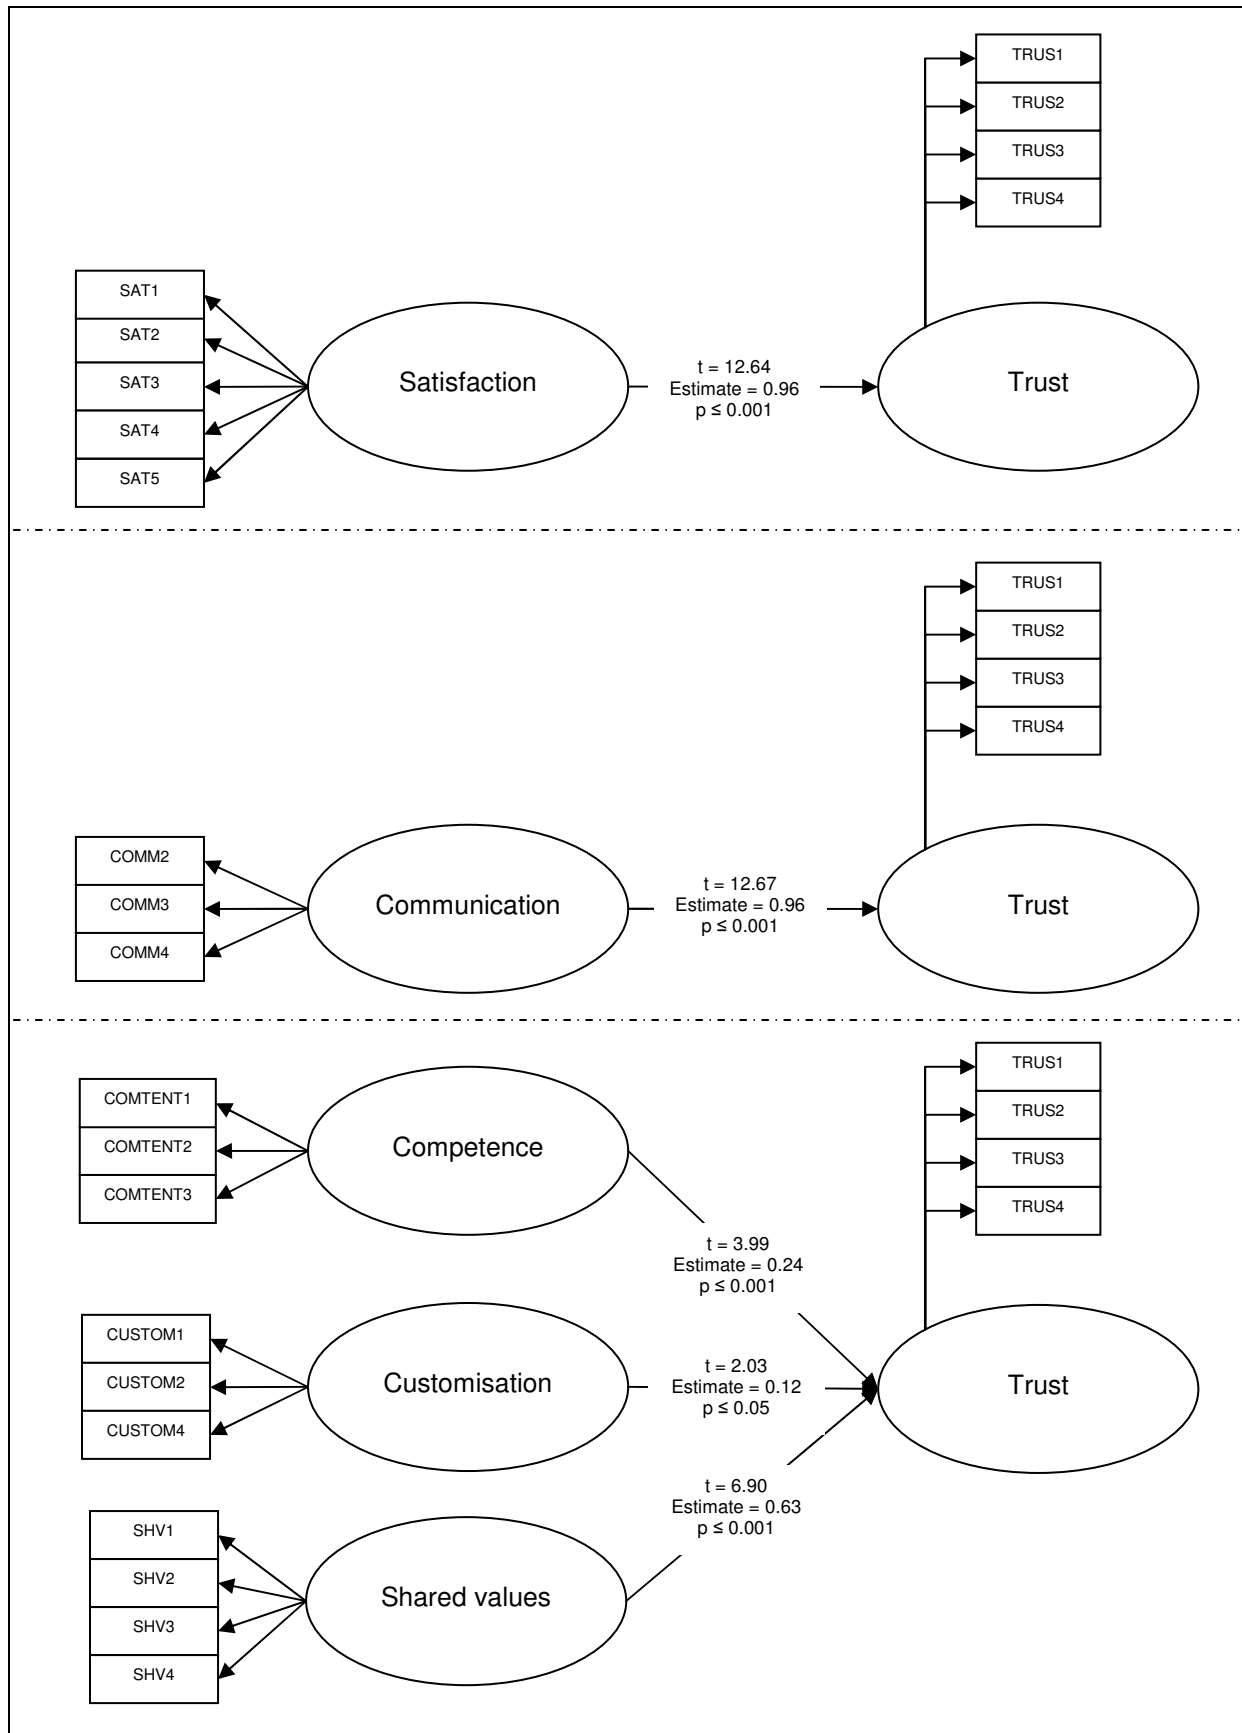 TRUS1
TRUS2
TRUS3
TRUS4
SAT1
SAT2
SAT3
SAT4
SAT5
Satisfaction
t = 12.64
Estimate = 0.96
p ≤ 0.001
Trust
TRUS1
TRUS2
TRUS3
TRUS4
COMM2
COMM3
COMM4
Communication
t = 12.67
Estimate = 0.96
p ≤ 0.001
Trust
TRUS1
TRUS2
TRUS3
TRUS4
COMTENT1
COMTENT2
COMTENT3
Competence
t = 3.99
Estimate = 0.24
p ≤ 0.001
CUSTOM1
CUSTOM2
CUSTOM4
Customisation
t = 2.03
Estimate = 0.12
p ≤ 0.05
Trust
t = 6.90
Estimate = 0.63
p ≤ 0.001
SHV1
SHV2
SHV3
SHV4
Shared values